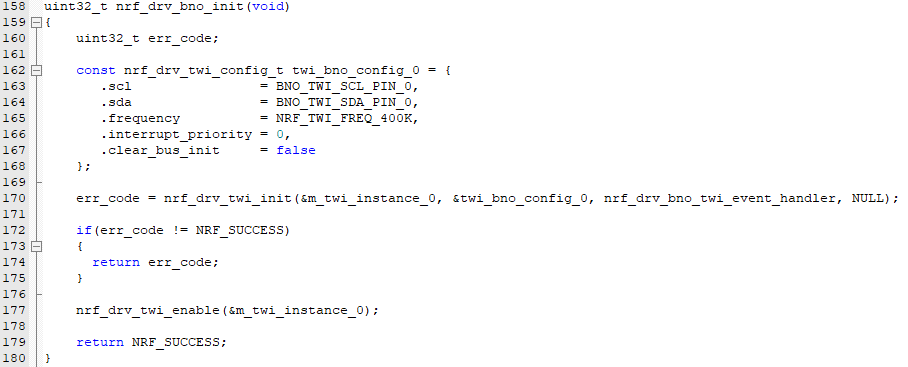 158 uint32_t nrf_drv_bno_init(void)
159 {
160     uint32_t err_code;
161
162     const nrf_drv_twi_config_t twi_bno_config_0 = {
163        .scl                = BNO_TWI_SCL_PIN_0,
164        .sda                = BNO_TWI_SDA_PIN_0,
165        .frequency          = NRF_TWI_FREQ_400K,
166        .interrupt_priority = 0,
167        .clear_bus_init     = false
168     };
169
170     err_code = nrf_drv_twi_init(&m_twi_instance_0, &twi_bno_config_0, nrf_drv_bno_twi_event_handler, NULL);
171
172     if(err_code != NRF_SUCCESS)
173     {
174       return err_code;
175     }
176
177     nrf_drv_twi_enable(&m_twi_instance_0);
178
179     return NRF_SUCCESS;
180 }